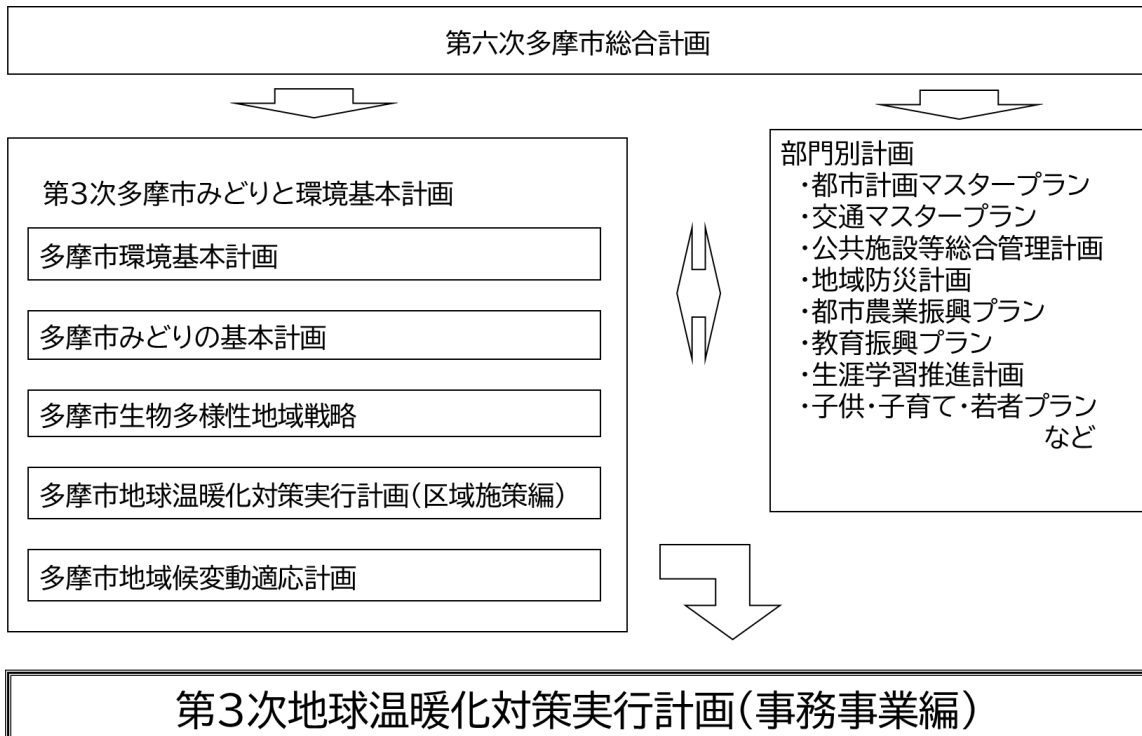 第六次多摩市総合計画
第3次多摩市みどりと環境基本計画
多摩市環境基本計画
多摩市みどりの基本計画
多摩市生物多様性地域戦略
多摩市地球温暖化対策実行計画(区域施策編)
多摩市地域候変動適応計画
部門別計画
・都市計画マスタープラン
・交通マスタープラン
・公共施設等総合管理計画
・地域防災計画
・都市農業振興プラン
・教育振興プラン
・生涯学習推進計画
・子供・子育て・若者プラン
など
第3次地球温暖化対策実行計画(事務事業編)